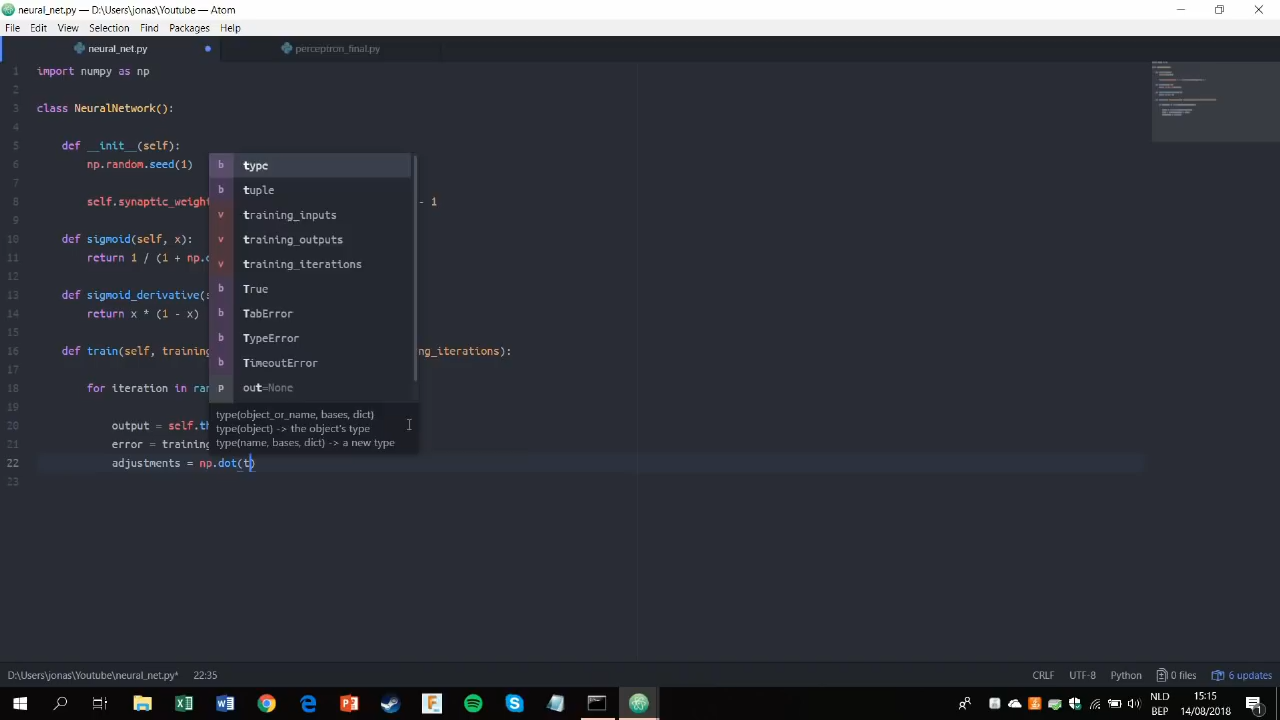 neural_net.py — D:\Users\jonas\Youtube — Atom
File Edit View Selection Find Packages Help
neural_net.py perceptron_final.py
1 import numpy as np
2
3 class NeuralNetwork():
4
5 def __init__(self):
6 np.random.seed(1)
7
8 self.synaptic_weight - 1
9
10 def sigmoid(self, x):
11 return 1 / (1 + np.
12
13 def sigmoid_derivative(
14 return x * (1 - x)
15
16 def train(self, training ng_iterations):
17
18 for iteration in ran
19
20 output = self.th
21 error = training
22 adjustments = np.dot(t)
23
b type
b tuple
v training_inputs
v training_outputs
v training_iterations
b True
b TabError
b TypeError
b TimeoutError
p out=None
type(object_or_name, bases, dict)
type(object) -> the object's type
type(name, bases, dict) -> a new type
D:\Users\jonas\Youtube\neural_net.py* 22:35 CRLF UTF-8 Python 0 files 6 updates
NLD 15:15
BEP 14/08/2018